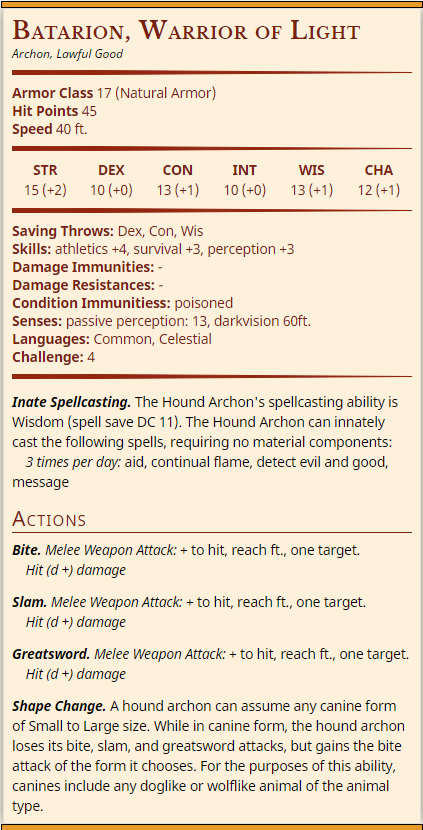 Batarion, Warrior of Light
Archon, Lawful Good
Armor Class 17 (Natural Armor)
Hit Points 45
Speed 40 ft.
STR DEX CON INT WIS CHA
15 (+2) 10 (+0) 13 (+1) 10 (+0) 13 (+1) 12 (+1)
Saving Throws: Dex, Con, Wis
Skills: athletics +4, survival +3, perception +3
Damage Immunities: -
Damage Resistances: -
Condition Immunitiess: poisoned
Senses: passive perception: 13, darkvision 60ft.
Languages: Common, Celestial
Challenge: 4
Inate Spellcasting. The Hound Archon's spellcasting ability is
Wisdom (spell save DC 11). The Hound Archon can innately
cast the following spells, requiring no material components:
3 times per day: aid, continual flame, detect evil and good,
message
Actions
Bite. Melee Weapon Attack: + to hit, reach ft., one target.
Hit (d +) damage
Slam. Melee Weapon Attack: + to hit, reach ft., one target.
Hit (d +) damage
Greatsword. Melee Weapon Attack: + to hit, reach ft., one target.
Hit (d +) damage
Shape Change. A hound archon can assume any canine form
of Small to Large size. While in canine form, the hound archon
loses its bite, slam, and greatsword attacks, but gains the bite
attack of the form it chooses. For the purposes of this ability,
canines include any doglike or wolflike animal of the animal
type.